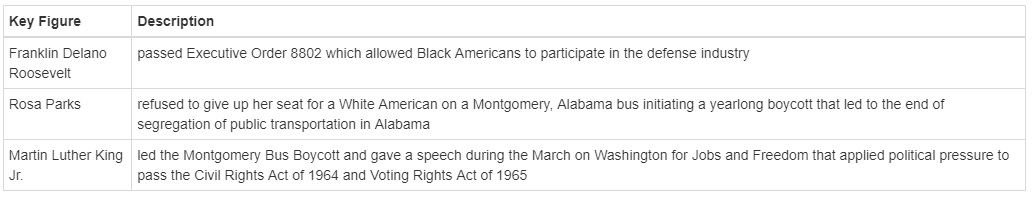 Key Figure Description
Franklin Delano passed Executive Order 8802 which allowed Black Americans to participate in the defense industry
Roosevelt
Rosa Parks refused to give up her seat for a White American on a Montgomery, Alabama bus initiating a yearlong boycott that led to the end of
segregation of public transportation in Alabama
Martin Luther King led the Montgomery Bus Boycott and gave a speech during the March on Washington for Jobs and Freedom that applied political pressure to
Jr. pass the Civil Rights Act of 1964 and Voting Rights Act of 1965